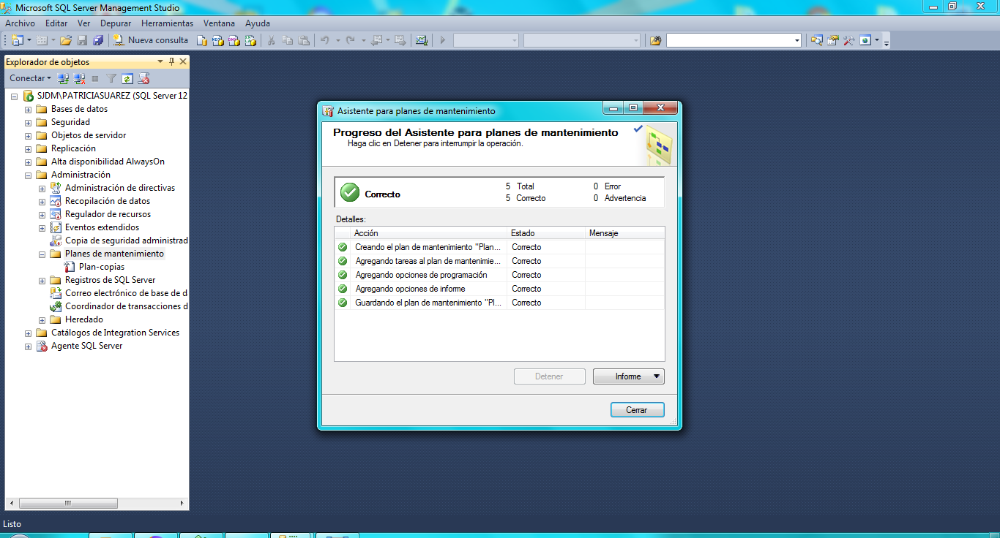 Microsoft SQL Server Management Studio
Archivo Editar Ver Depurar Herramientas Ventana Ayuda
Nueva consulta
Explorador de objetos
Conectar
SJDM\PATRICIASUAREZ (SQL Server 12
Bases de datos
Seguridad
Objetos de servidor
Replicación
Alta disponibilidad AlwaysOn
Administración
Administración de directivas
Recopilación de datos
Regulador de recursos
Eventos extendidos
Copia de seguridad administrad
Planes de mantenimiento
Plan-copias
Registros de SQL Server
Correo electrónico de base de d
Coordinador de transacciones d
Heredado
Catálogos de Integration Services
Agente SQL Server
Asistente para planes de mantenimiento
Progreso del Asistente para planes de mantenimiento
Haga clic en Detener para interrumpir la operación.
Correcto
5 Total 0 Error
5 Correcto 0 Advertencia
Detalles:
Acción Estado Mensaje
Creando el plan de mantenimiento "Plan... Correcto
Agregando tareas al plan de mantenimie... Correcto
Agregando opciones de programación Correcto
Agregando opciones de informe Correcto
Guardando el plan de mantenimiento "Pl... Correcto
Detener Informe
Cerrar
Listo